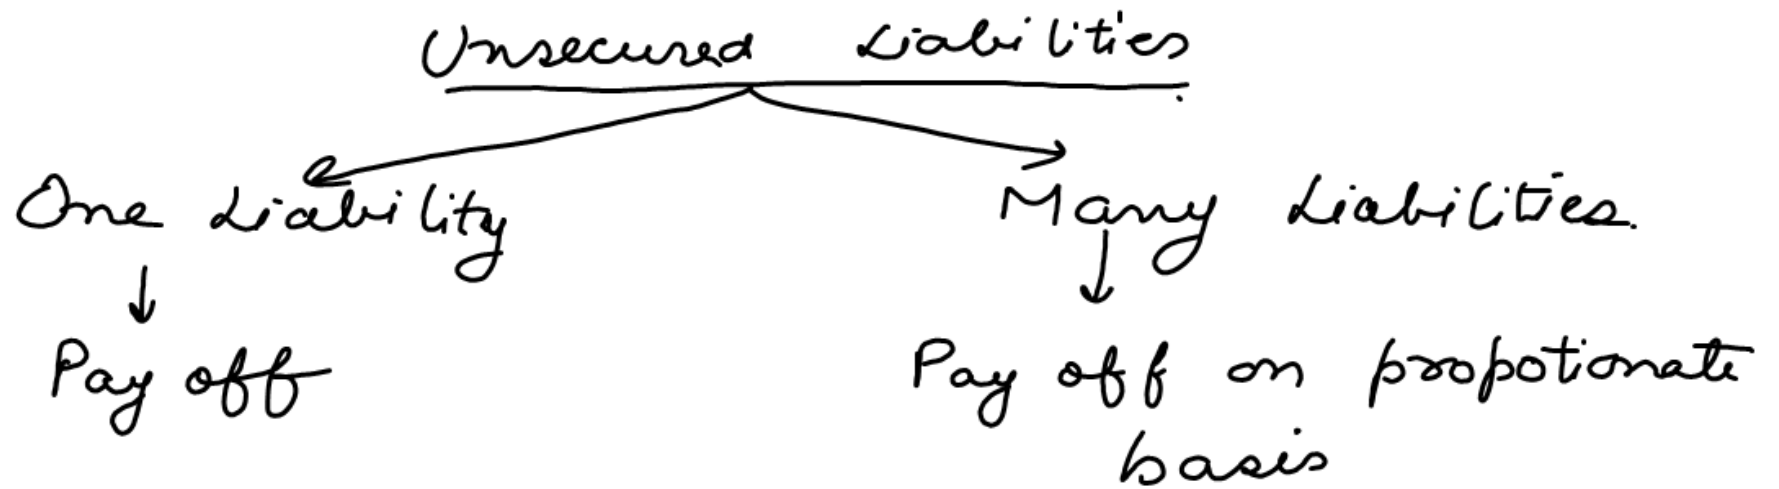 Unsecured Liabilities
One Liability
Many Liabilities.
Pay off
Pay off on propotionate
basis